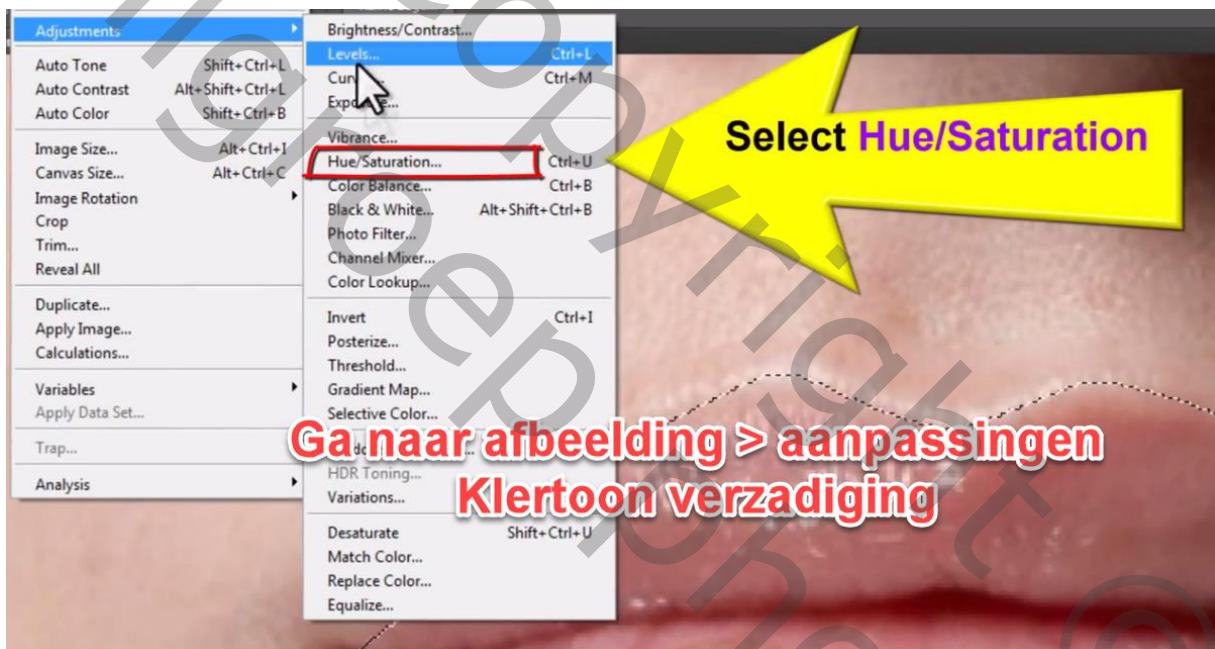 Adjustments
Auto Tone Shift+Ctrl+L
Auto Contrast Alt+Shift+Ctrl+L
Auto Color Shift+Ctrl+B
Image Size... Alt+Ctrl+I
Canvas Size... Alt+Ctrl+C
Image Rotation
Crop
Trim...
Reveal All
Duplicate...
Apply Image...
Calculations...
Variables
Apply Data Set...
Trap...
Analysis
Brightness/Contrast...
Levels... Ctrl+L
Ctrl+M
Vibrance...
Hue/Saturation... Ctrl+U
Color Balance... Ctrl+B
Black & White... Alt+Shift+Ctrl+B
Photo Filter...
Channel Mixer...
Color Lookup...
Invert Ctrl+I
Posterize...
Threshold...
Gradient Map...
Selective Color...
HDR Toning...
Variations...
Desaturate Shift+Ctrl+U
Match Color...
Replace Color...
Equalize...
Select Hue/Saturation
Ga naar afbeelding > aanpassingen
Klertoon verzadiging
copyright ©